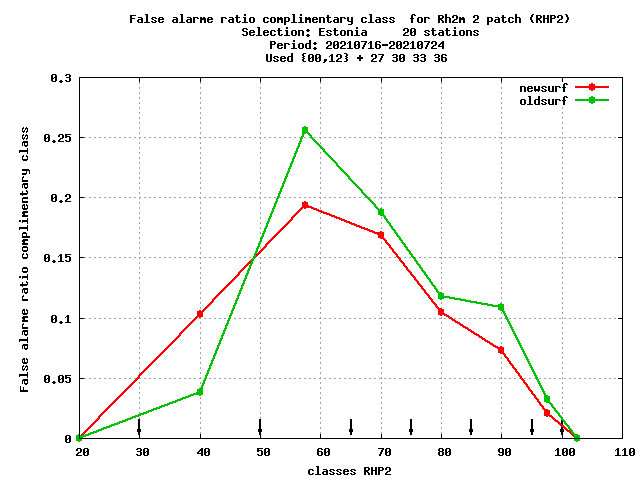 False alarme ratio complimentary class  for Rh2m 2 patch (RHP2)
Selection: Estonia     20 stations
Period: 20210716-20210724
Used {00,12} + 27 30 33 36
newsurf
oldsurf
0.3
0.25
0.2
0.15
0.1
0.05
0
False alarme ratio complimentary class
20 30 40 50 60 70 80 90 100 110
classes RHP2